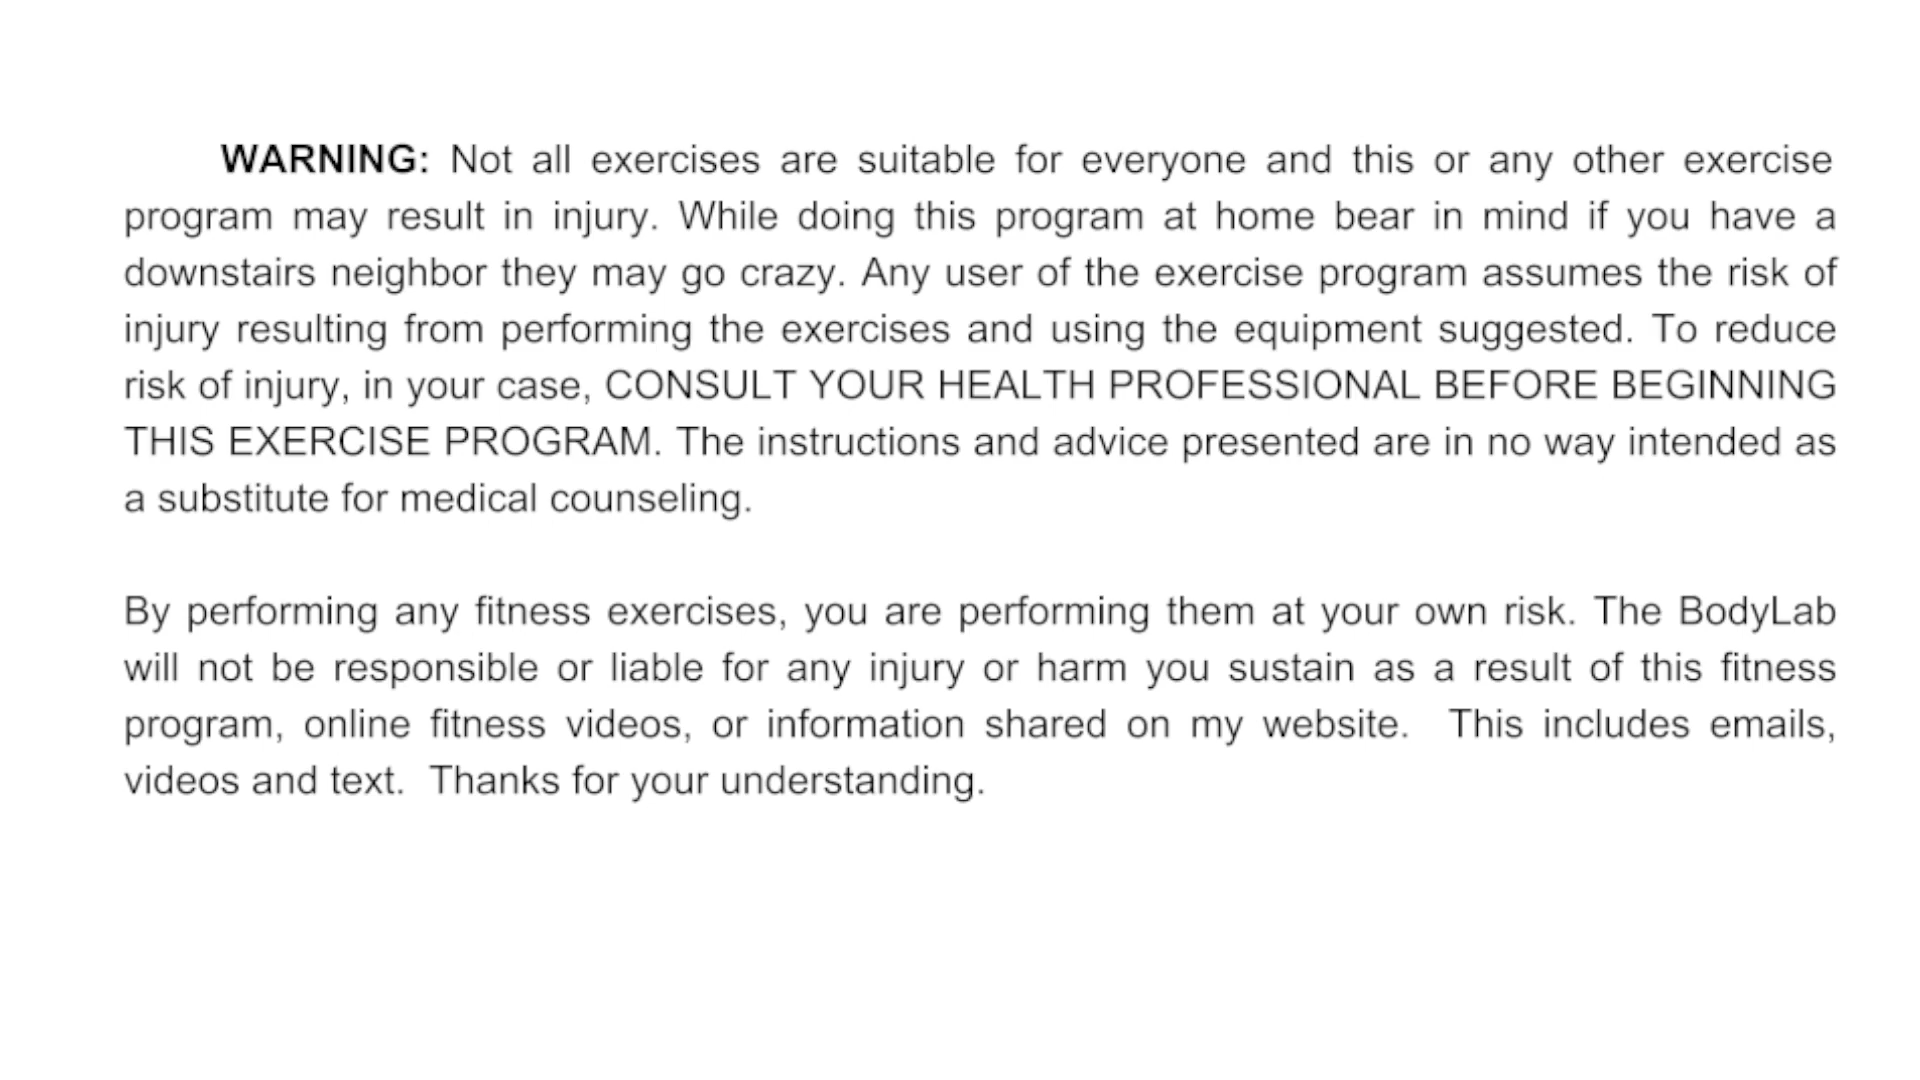 WARNING: Not all exercises are suitable for everyone and this or any other exercise
program may result in injury. While doing this program at home bear in mind if you have a
downstairs neighbor they may go crazy. Any user of the exercise program assumes the risk of
injury resulting from performing the exercises and using the equipment suggested. To reduce
risk of injury, in your case, CONSULT YOUR HEALTH PROFESSIONAL BEFORE BEGINNING
THIS EXERCISE PROGRAM. The instructions and advice presented are in no way intended as
a substitute for medical counseling.
By performing any fitness exercises, you are performing them at your own risk. The BodyLab
will not be responsible or liable for any injury or harm you sustain as a result of this fitness
program, online fitness videos, or information shared on my website.  This includes emails,
videos and text.  Thanks for your understanding.